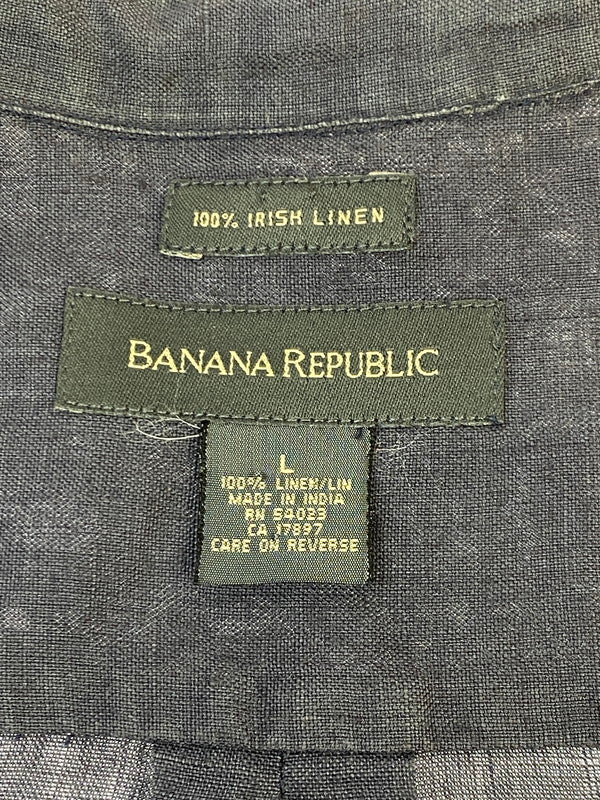 100% IRISH LINEN
BANANA REPUBLIC
L
100% LINEN/LIN
MADE IN INDIA
RN 54023
CA 17897
CARE ON REVERSE